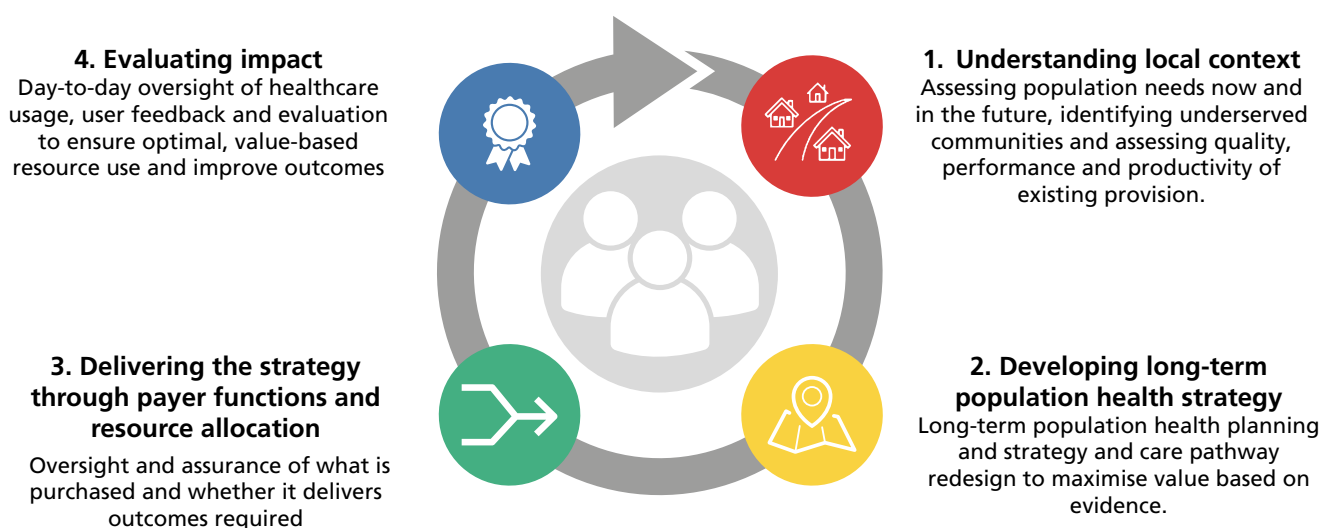 4. Evaluating impact
Day-to-day oversight of healthcare
usage, user feedback and evaluation
to ensure optimal, value-based
resource use and improve outcomes
1. Understanding local context
Assessing population needs now and
in the future, identifying underserved
communities and assessing quality,
performance and productivity of
existing provision.
3. Delivering the strategy
through payer functions and
resource allocation
Oversight and assurance of what is
purchased and whether it delivers
outcomes required
2. Developing long-term
population health strategy
Long-term population health planning
and strategy and care pathway
redesign to maximise value based on
evidence.